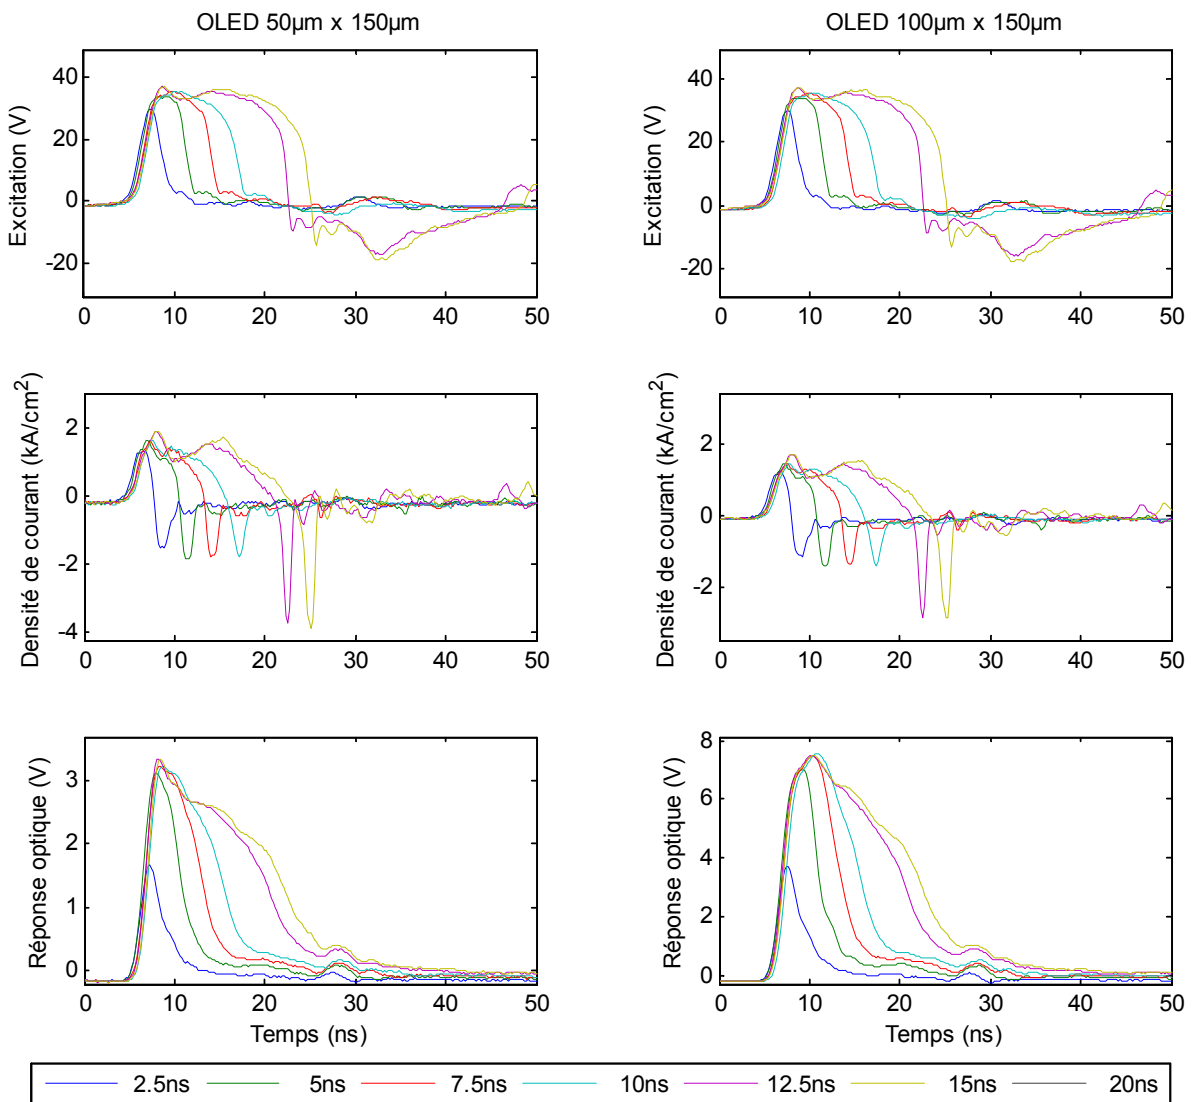 OLED 50µm x 150µm
OLED 100µm x 150µm
Excitation (V)
40
20
0
-20
0 10 20 30 40 50
Excitation (V)
40
20
0
-20
0 10 20 30 40 50
Densité de courant (kA/cm²)
2
0
-2
-4
0 10 20 30 40 50
Densité de courant (kA/cm²)
2
0
-2
0 10 20 30 40 50
Réponse optique (V)
3
2
1
0
0 10 20 30 40 50
Temps (ns)
Réponse optique (V)
8
6
4
2
0
0 10 20 30 40 50
Temps (ns)
2.5ns 5ns 7.5ns 10ns 12.5ns 15ns 20ns